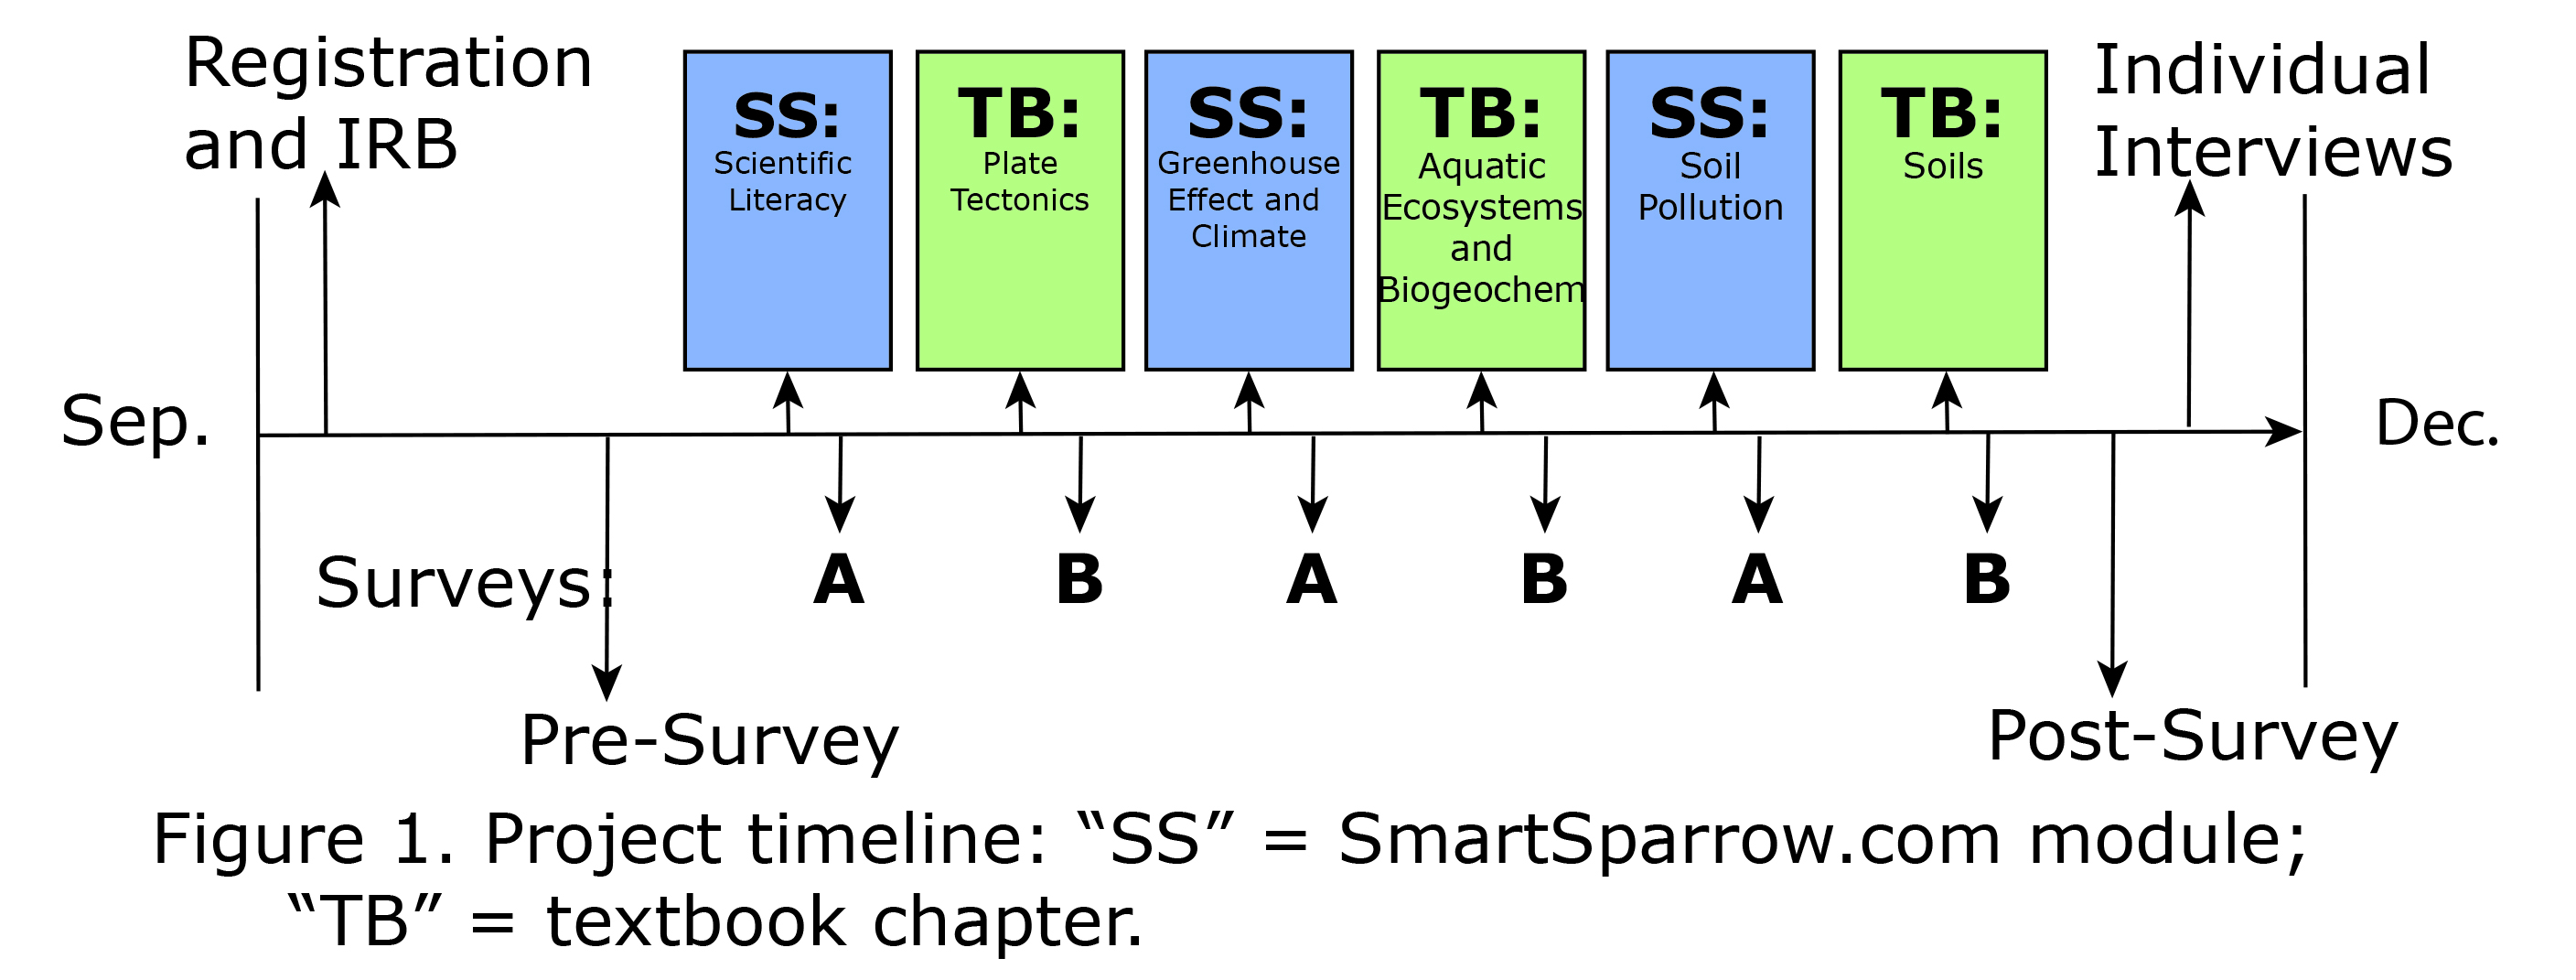 Registration
and IRB
SS:
Scientific
Literacy
TB:
Plate
Tectonics
SS:
Greenhouse
Effect and
Climate
TB:
Aquatic
Ecosystems
and
Biogeochem
SS:
Soil
Pollution
TB:
Soils
Individual
Interviews
Sep.
Dec.
Surveys:
A
B
A
B
A
B
Pre-Survey
Post-Survey
Figure 1. Project timeline: “SS” = SmartSparrow.com module;
“TB” = textbook chapter.